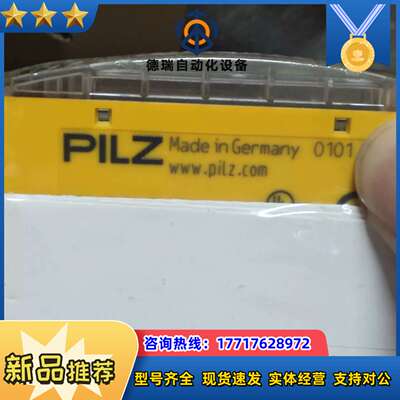 德瑞自动化设备
PILZ Made in Germany 0101
www.pilz.com
咨询热线：17717628972
新品推荐
型号齐全 现货速发 实体经营 支持对公